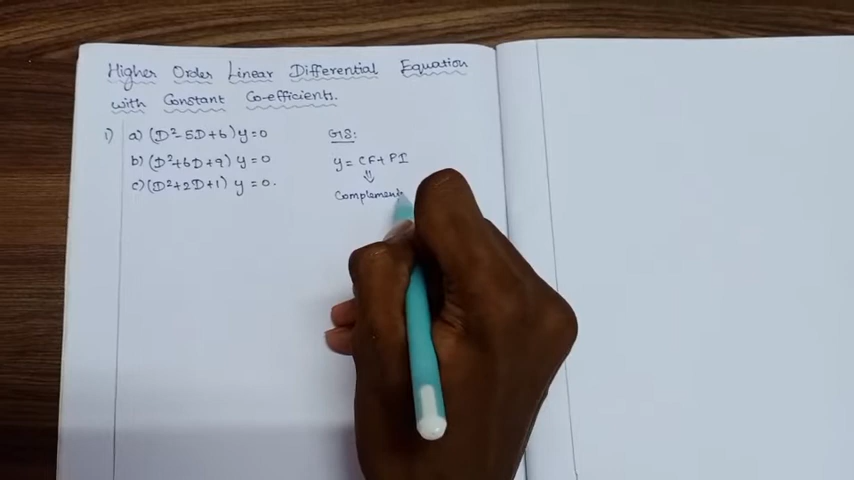 Higher Order Linear Differential Equation
with Constant Co-efficients.
1) a) (D²-5D+6)y=0
b) (D²+6D+9)y=0
c) (D²+2D+1)y=0.
GS:
y= CF+PI
⇓